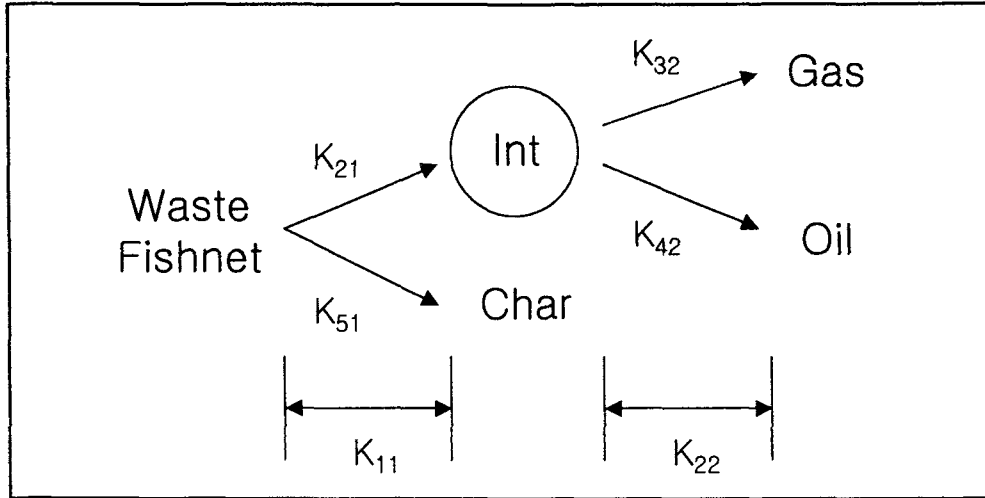 K32
Gas
Int
K21
Waste
Fishnet
K42
Oil
K51
Char
K11
K22